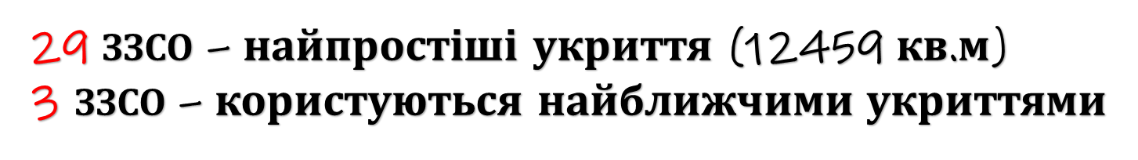 29 ЗЗСО – найпростіші укриття (12459 кв.м)
3 ЗЗСО – користуються найближчими укриттями